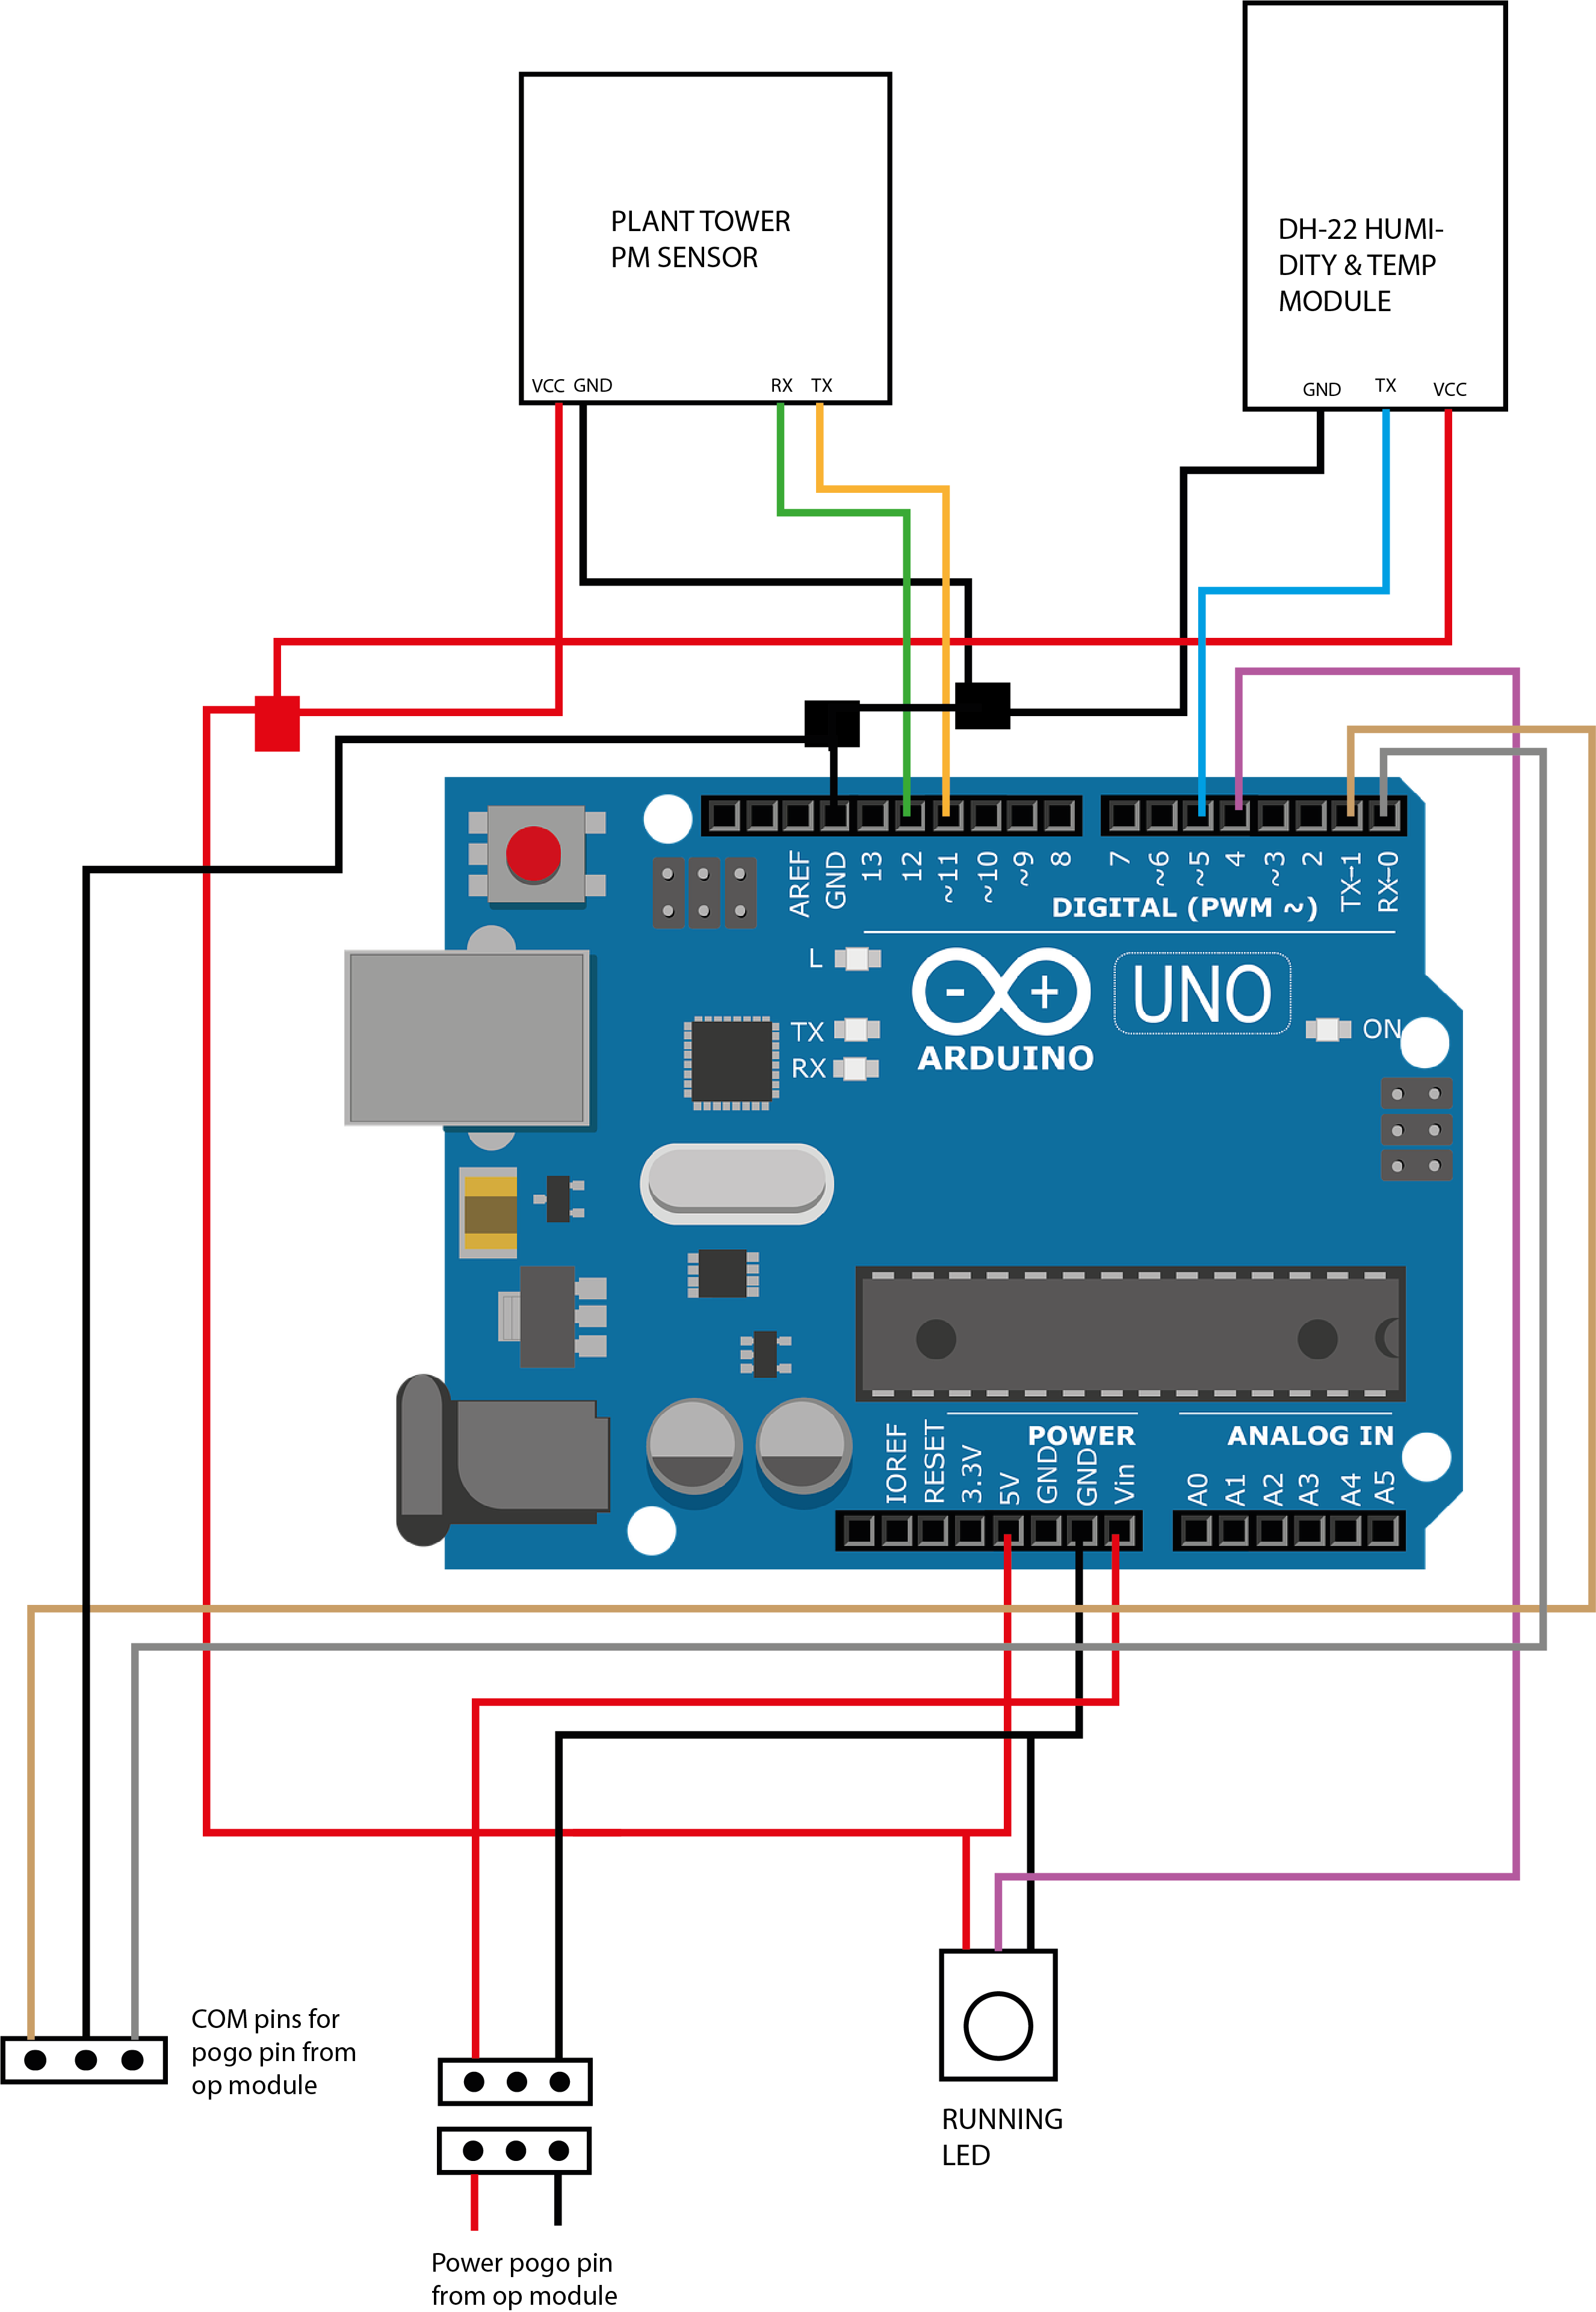 PLANT TOWER
PM SENSOR
VCC GND RX TX
DH-22 HUMI-
DITY & TEMP
MODULE
GND TX VCC
AREF GND 13 12 ~11 ~10 ~9 8 7 ~6 ~5 4 ~3 2 TX→1 RX←0
DIGITAL (PWM ~)
L
TX
RX
- +
UNO
ARDUINO
ON
POWER
ANALOG IN
IOREF RESET 3.3V 5V GND GND Vin A0 A1 A2 A3 A4 A5
COM pins for
pogo pin from
op module
RUNNING
LED
Power pogo pin
from op module